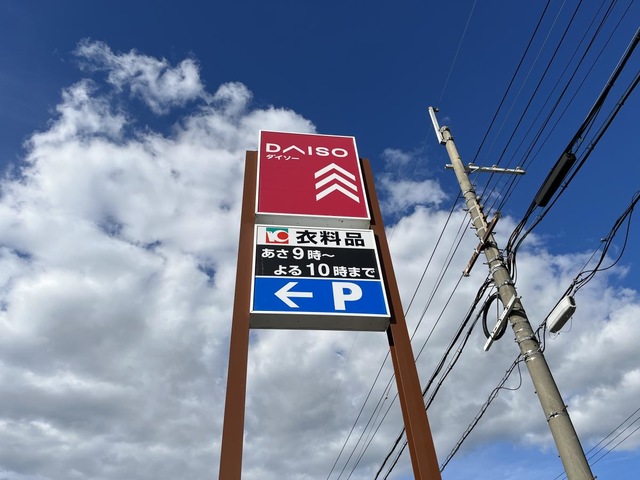 DAISO
ダイソー
衣料品
あさ9時～
よる10時まで
← P